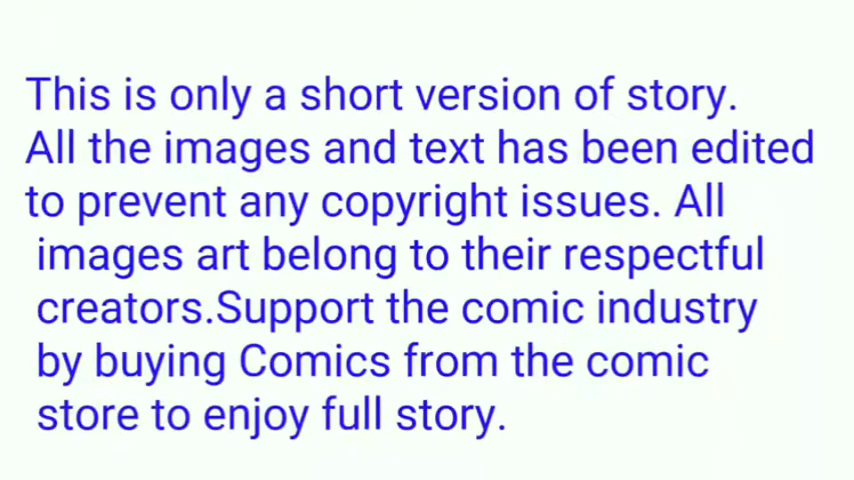 This is only a short version of story.
All the images and text has been edited
to prevent any copyright issues. All
images art belong to their respectful
creators.Support the comic industry
by buying Comics from the comic
store to enjoy full story.